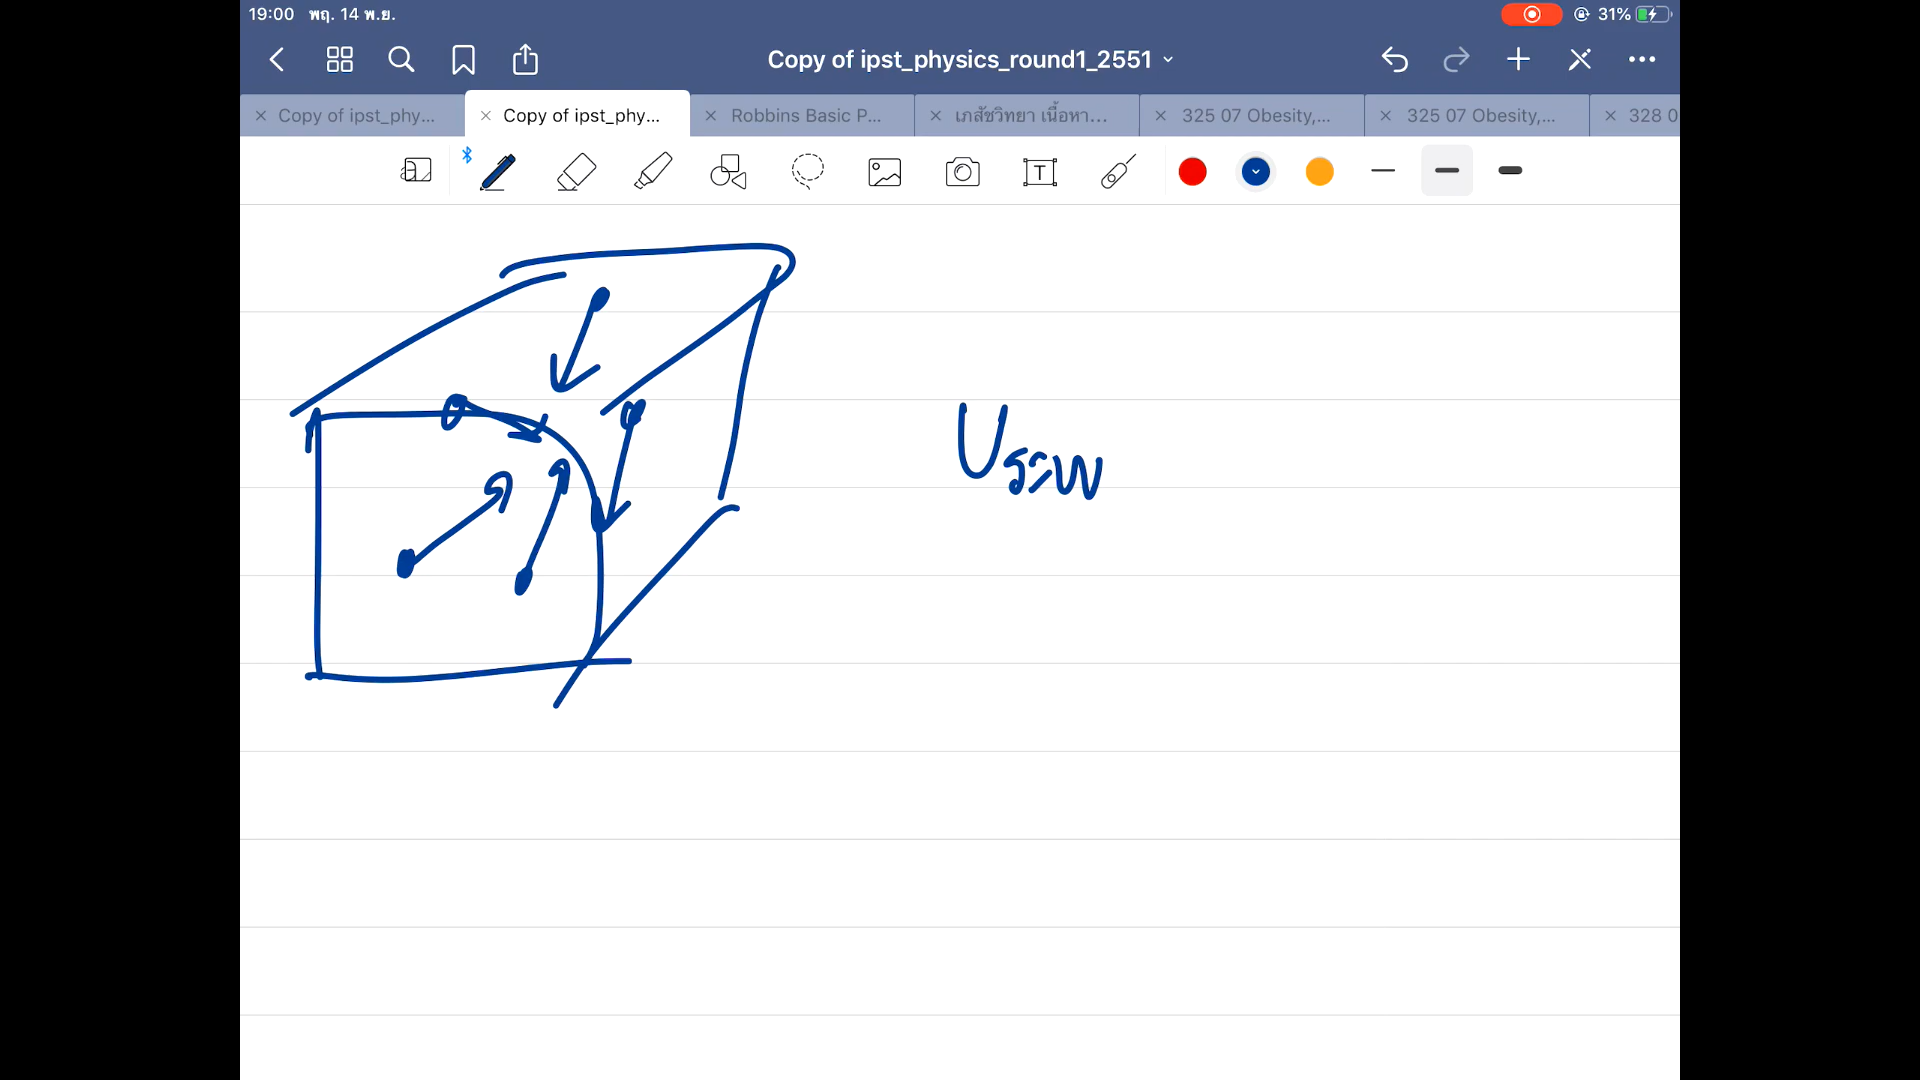 19:00 พฤ. 14 พ.ย. 31%
Copy of ipst_physics_round1_2551
Copy of ipst_phy... Copy of ipst_phy... Robbins Basic P... เภสัชวิทยา เนื้อหา... 325 07 Obesity,... 325 07 Obesity,... 328 0
T
Uระบบ